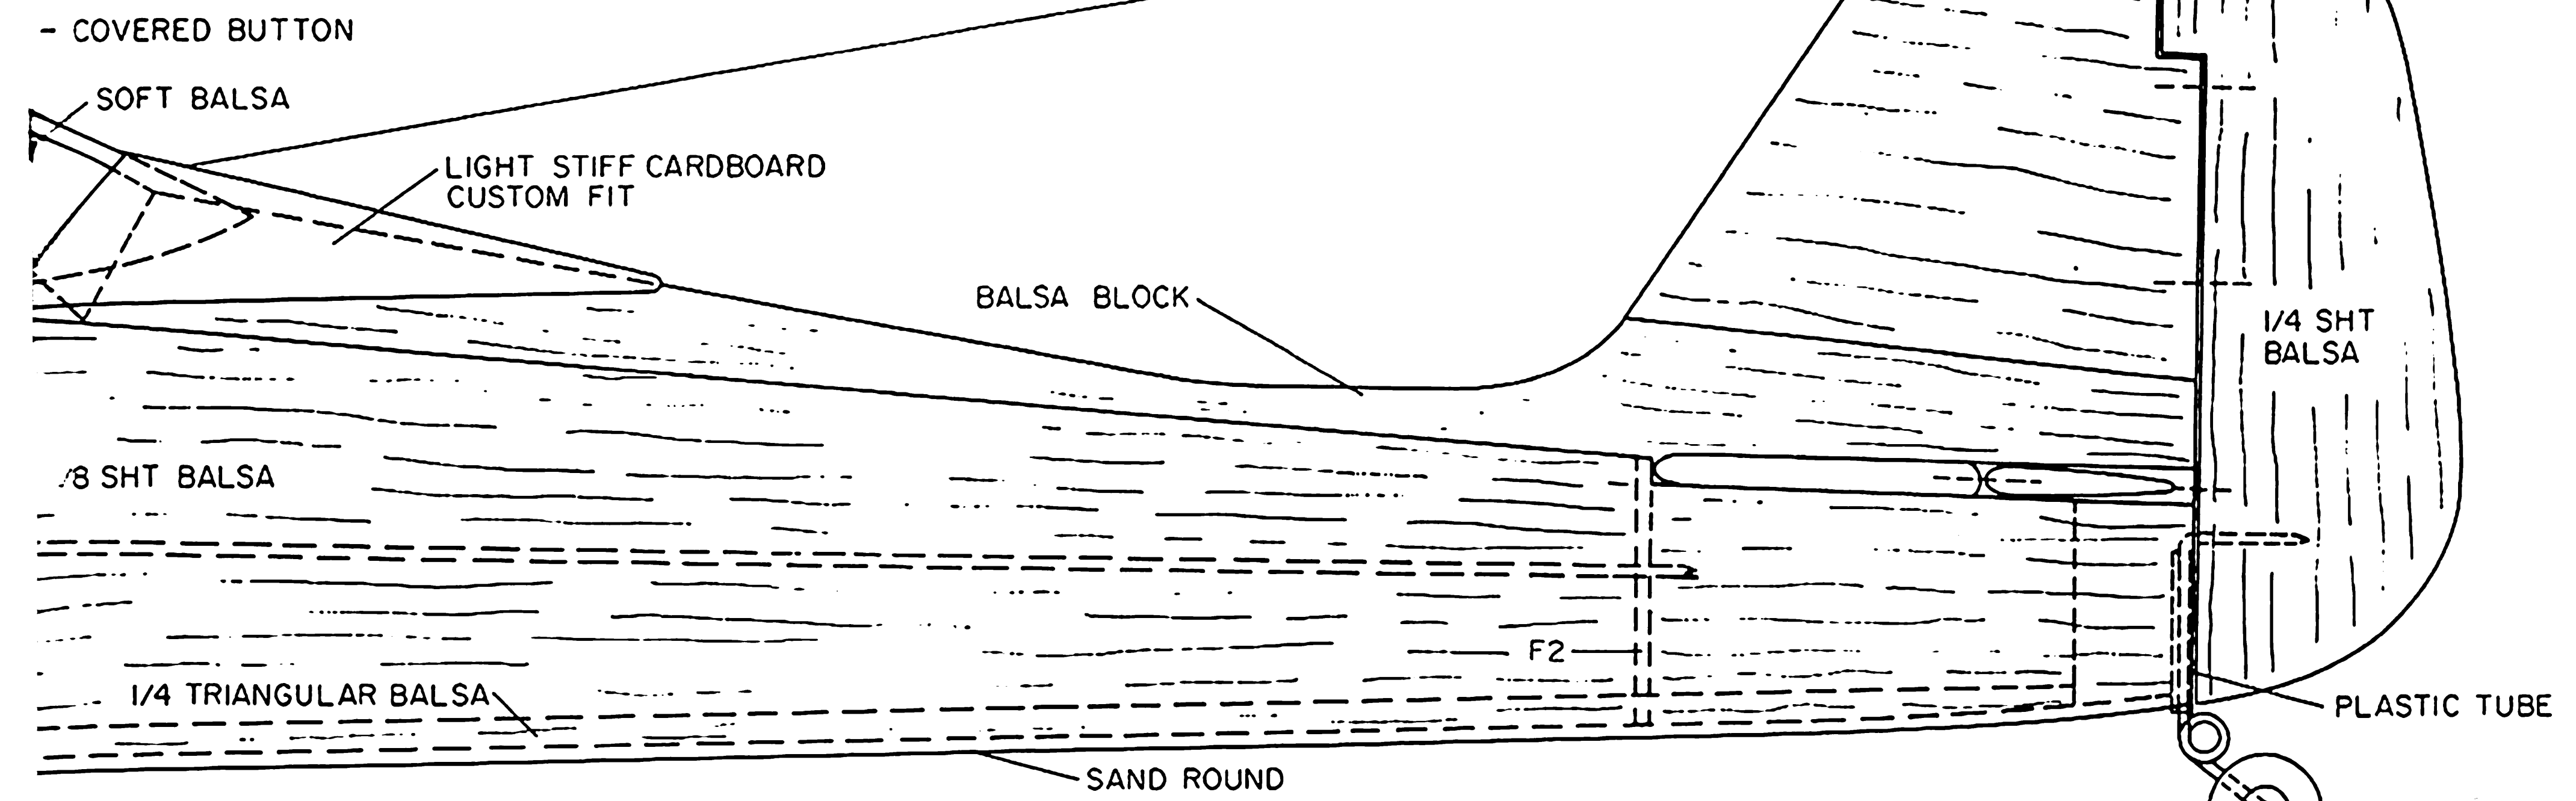 - COVERED BUTTON
SOFT BALSA
LIGHT STIFF CARDBOARD
CUSTOM FIT
BALSA BLOCK
1/4 SHT
BALSA
/8 SHT BALSA
F2
1/4 TRIANGULAR BALSA
PLASTIC TUBE
SAND ROUND